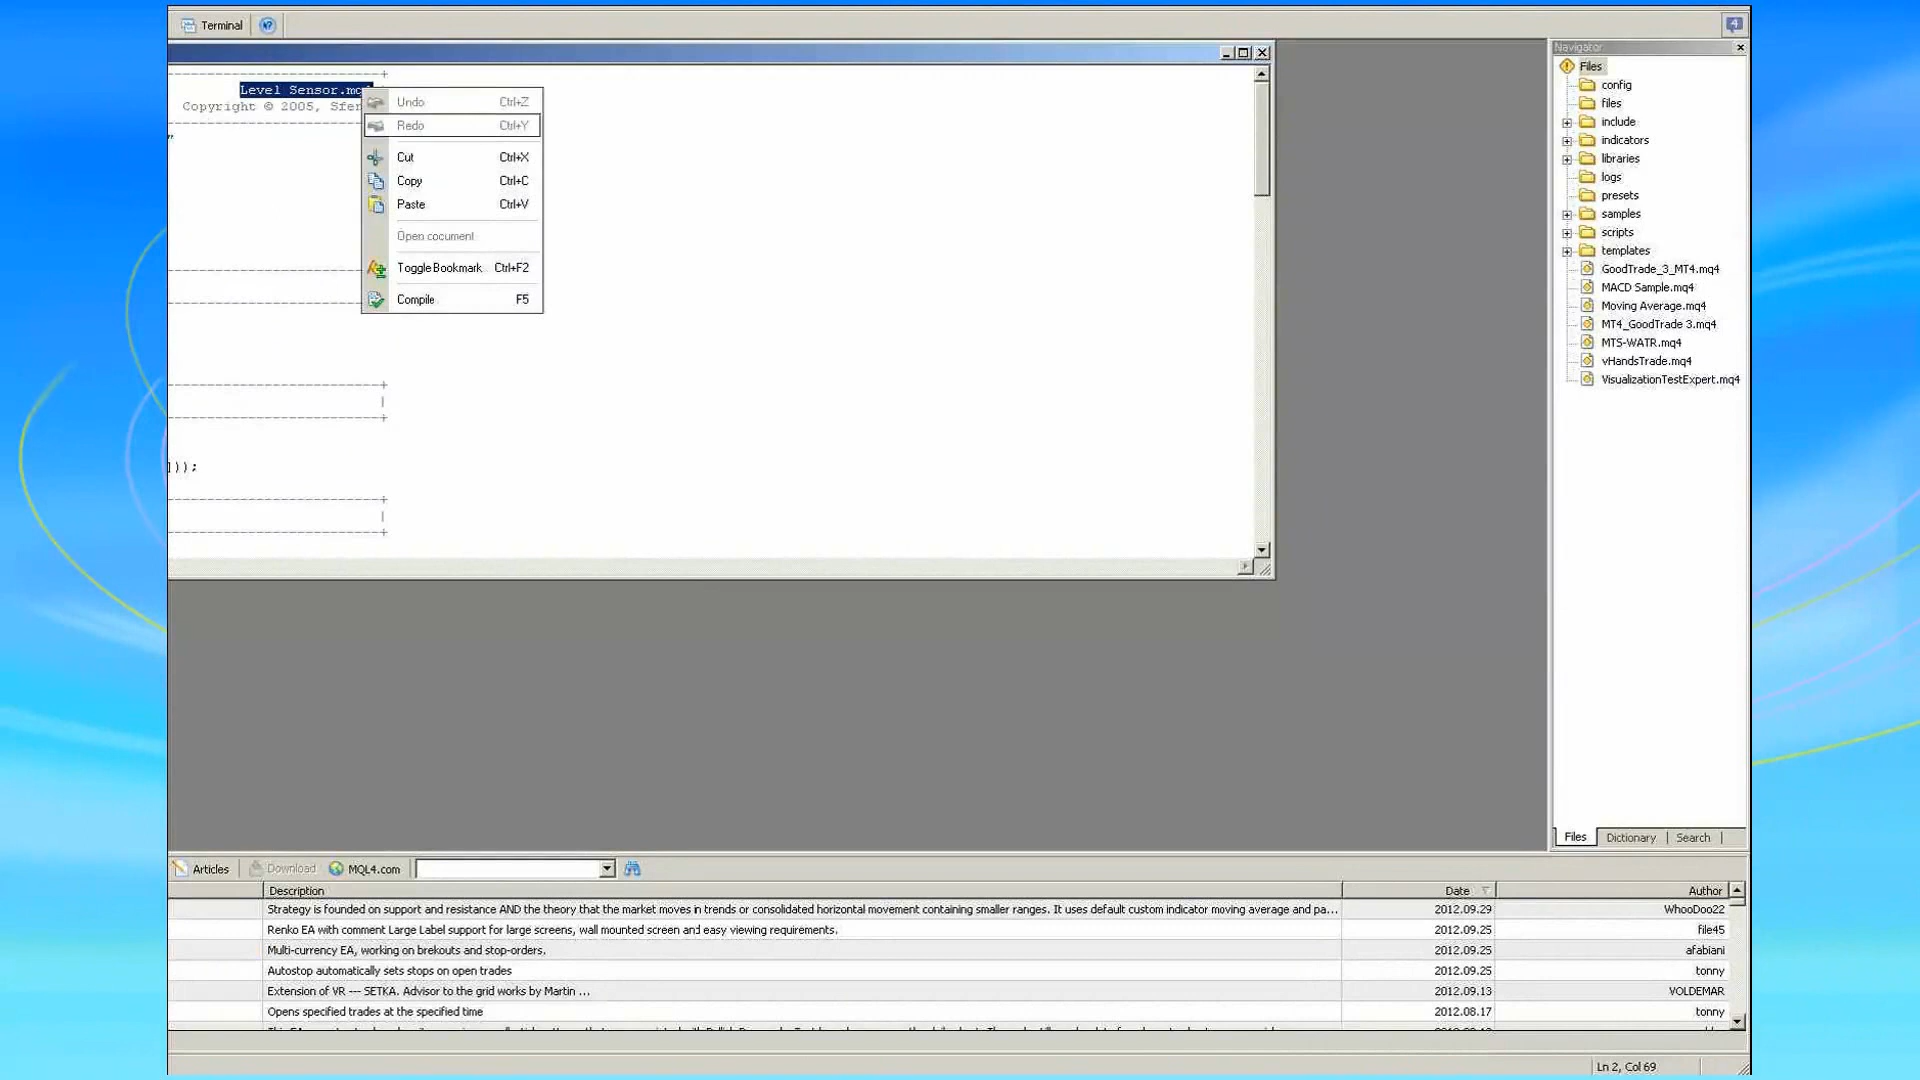 Terminal
4
Level Sensor.mq
Copyright © 2005, Sfe
"
Undo Ctrl+Z
Redo Ctrl+Y
Cut Ctrl+X
Copy Ctrl+C
Paste Ctrl+V
Open document
Toggle Bookmark Ctrl+F2
Compile F5
]));
Navigator
Files
config
files
include
indicators
libraries
logs
presets
samples
scripts
templates
GoodTrade_3_MT4.mq4
MACD Sample.mq4
Moving Average.mq4
MT4_GoodTrade 3.mq4
MTS-WATR.mq4
vHandsTrade.mq4
VisualizationTestExpert.mq4
Files Dictionary Search
Articles Download MQL4.com
Description Date Author
Strategy is founded on support and resistance AND the theory that the market moves in trends or consolidated horizontal movement containing smaller ranges. It uses default custom indicator moving average and pa... 2012.09.29 WhooDoo22
Renko EA with comment Large Label support for large screens, wall mounted screen and easy viewing requirements. 2012.09.25 file45
Multi-currency EA, working on brekouts and stop-orders. 2012.09.25 afabiani
Autostop automatically sets stops on open trades 2012.09.25 tonny
Extension of VR --- SETKA. Advisor to the grid works by Martin ... 2012.09.13 VOLDEMAR
Opens specified trades at the specified time 2012.08.17 tonny
Ln 2, Col 69